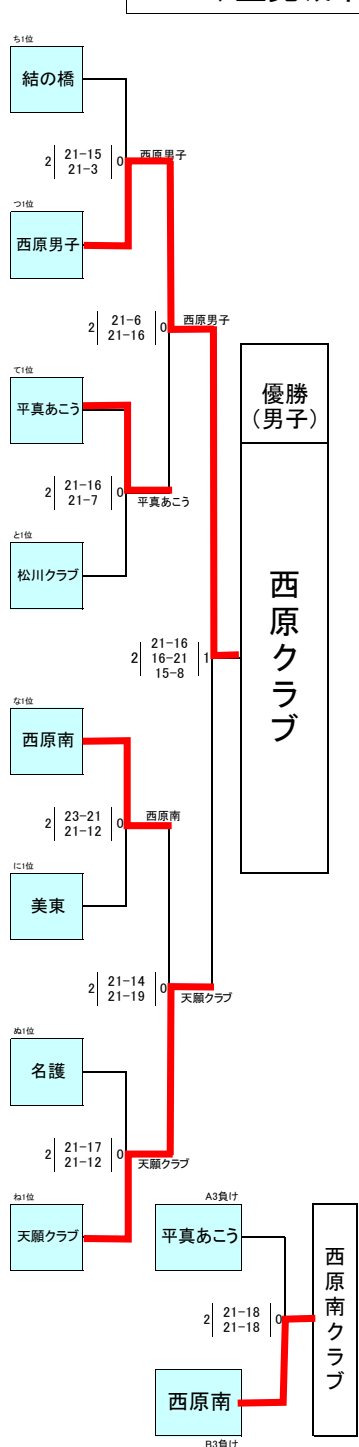 ち1位
結の橋
2 21-15 0 西原男子
21-3
つ1位
西原男子
2 21-6 0 西原男子
21-16
て1位
平真あこう
2 21-16 0 平真あこう
21-7
と1位
松川クラブ
優勝
(男子)
西原クラブ
2 21-16 1
16-21
15-8
な1位
西原南
2 23-21 0 西原南
21-12
に1位
美東
2 21-14 0 天願クラブ
21-19
ぬ1位
名護
2 21-17 0 天願クラブ
21-12
ね1位
天願クラブ
A3負け
平真あこう
2 21-18 0
21-18
西原南クラブ
西原南
B3負け